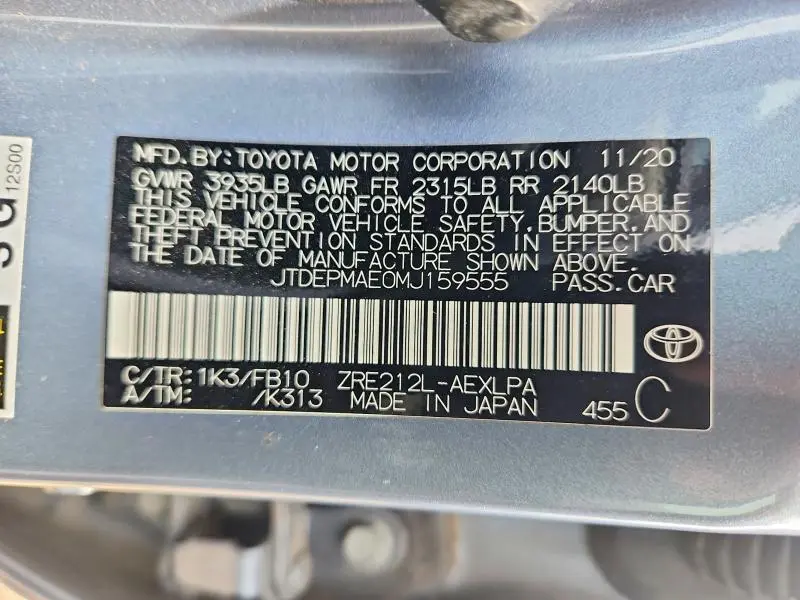 MFD. BY: TOYOTA MOTOR CORPORATION 11/20
GVWR 3935LB GAWR FR 2315LB RR 2140LB
THIS VEHICLE CONFORMS TO ALL APPLICABLE
FEDERAL MOTOR VEHICLE SAFETY, BUMPER, AND
THEFT PREVENTION STANDARDS IN EFFECT ON
THE DATE OF MANUFACTURE SHOWN ABOVE.
JTDEPMAE0MJ159555 PASS. CAR
C/TR: 1K3/FB10 ZRE212L-AEXLPA
A/TM: /K313 MADE IN JAPAN 455 C
12S00